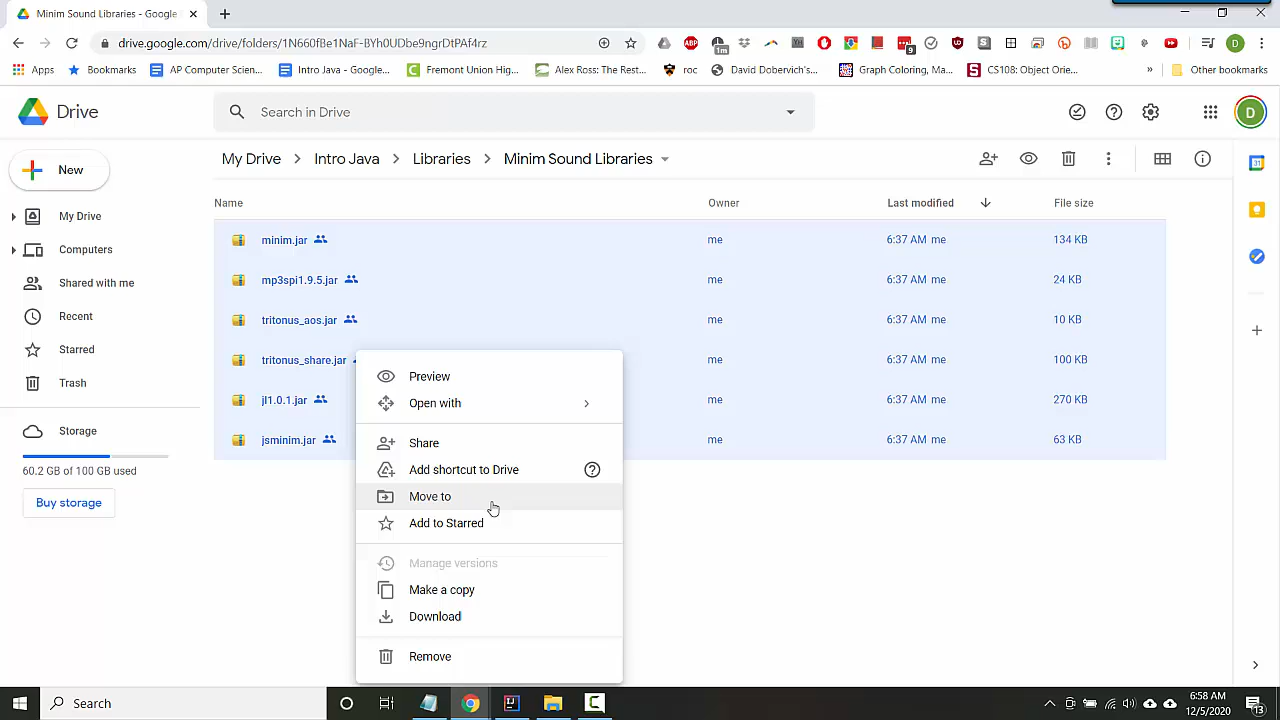 Minim Sound Libraries - Google
drive.google.com/drive/folders/
ABP
1m
9
D
Apps
Bookmarks
AP Computer Scien...
Intro Java - Google...
Fremont Union Hig...
Alex Ross: The Rest...
roc
David Dobervich's...
Graph Coloring, Ma...
CS108: Object Orie...
»
Other bookmarks
Drive
Search in Drive
D
New
My Drive > Intro Java > Libraries > Minim Sound Libraries
31
Name
Owner
Last modified
File size
My Drive
Computers
Shared with me
Recent
Starred
Trash
Storage
60.2 GB of 100 GB used
Buy storage
minim.jar me 6:37 AM me 134 KB
mp3spi1.9.5.jar me 6:37 AM me 24 KB
tritonus_aos.jar me 6:37 AM me 10 KB
tritonus_share.jar me 6:37 AM me 100 KB
jl1.0.1.jar me 6:37 AM me 270 KB
jsminim.jar me 6:37 AM me 63 KB
Preview
Open with
Share
Add shortcut to Drive
Move to
Add to Starred
Manage versions
Make a copy
Download
Remove
Search
6:58 AM
12/5/2020
13